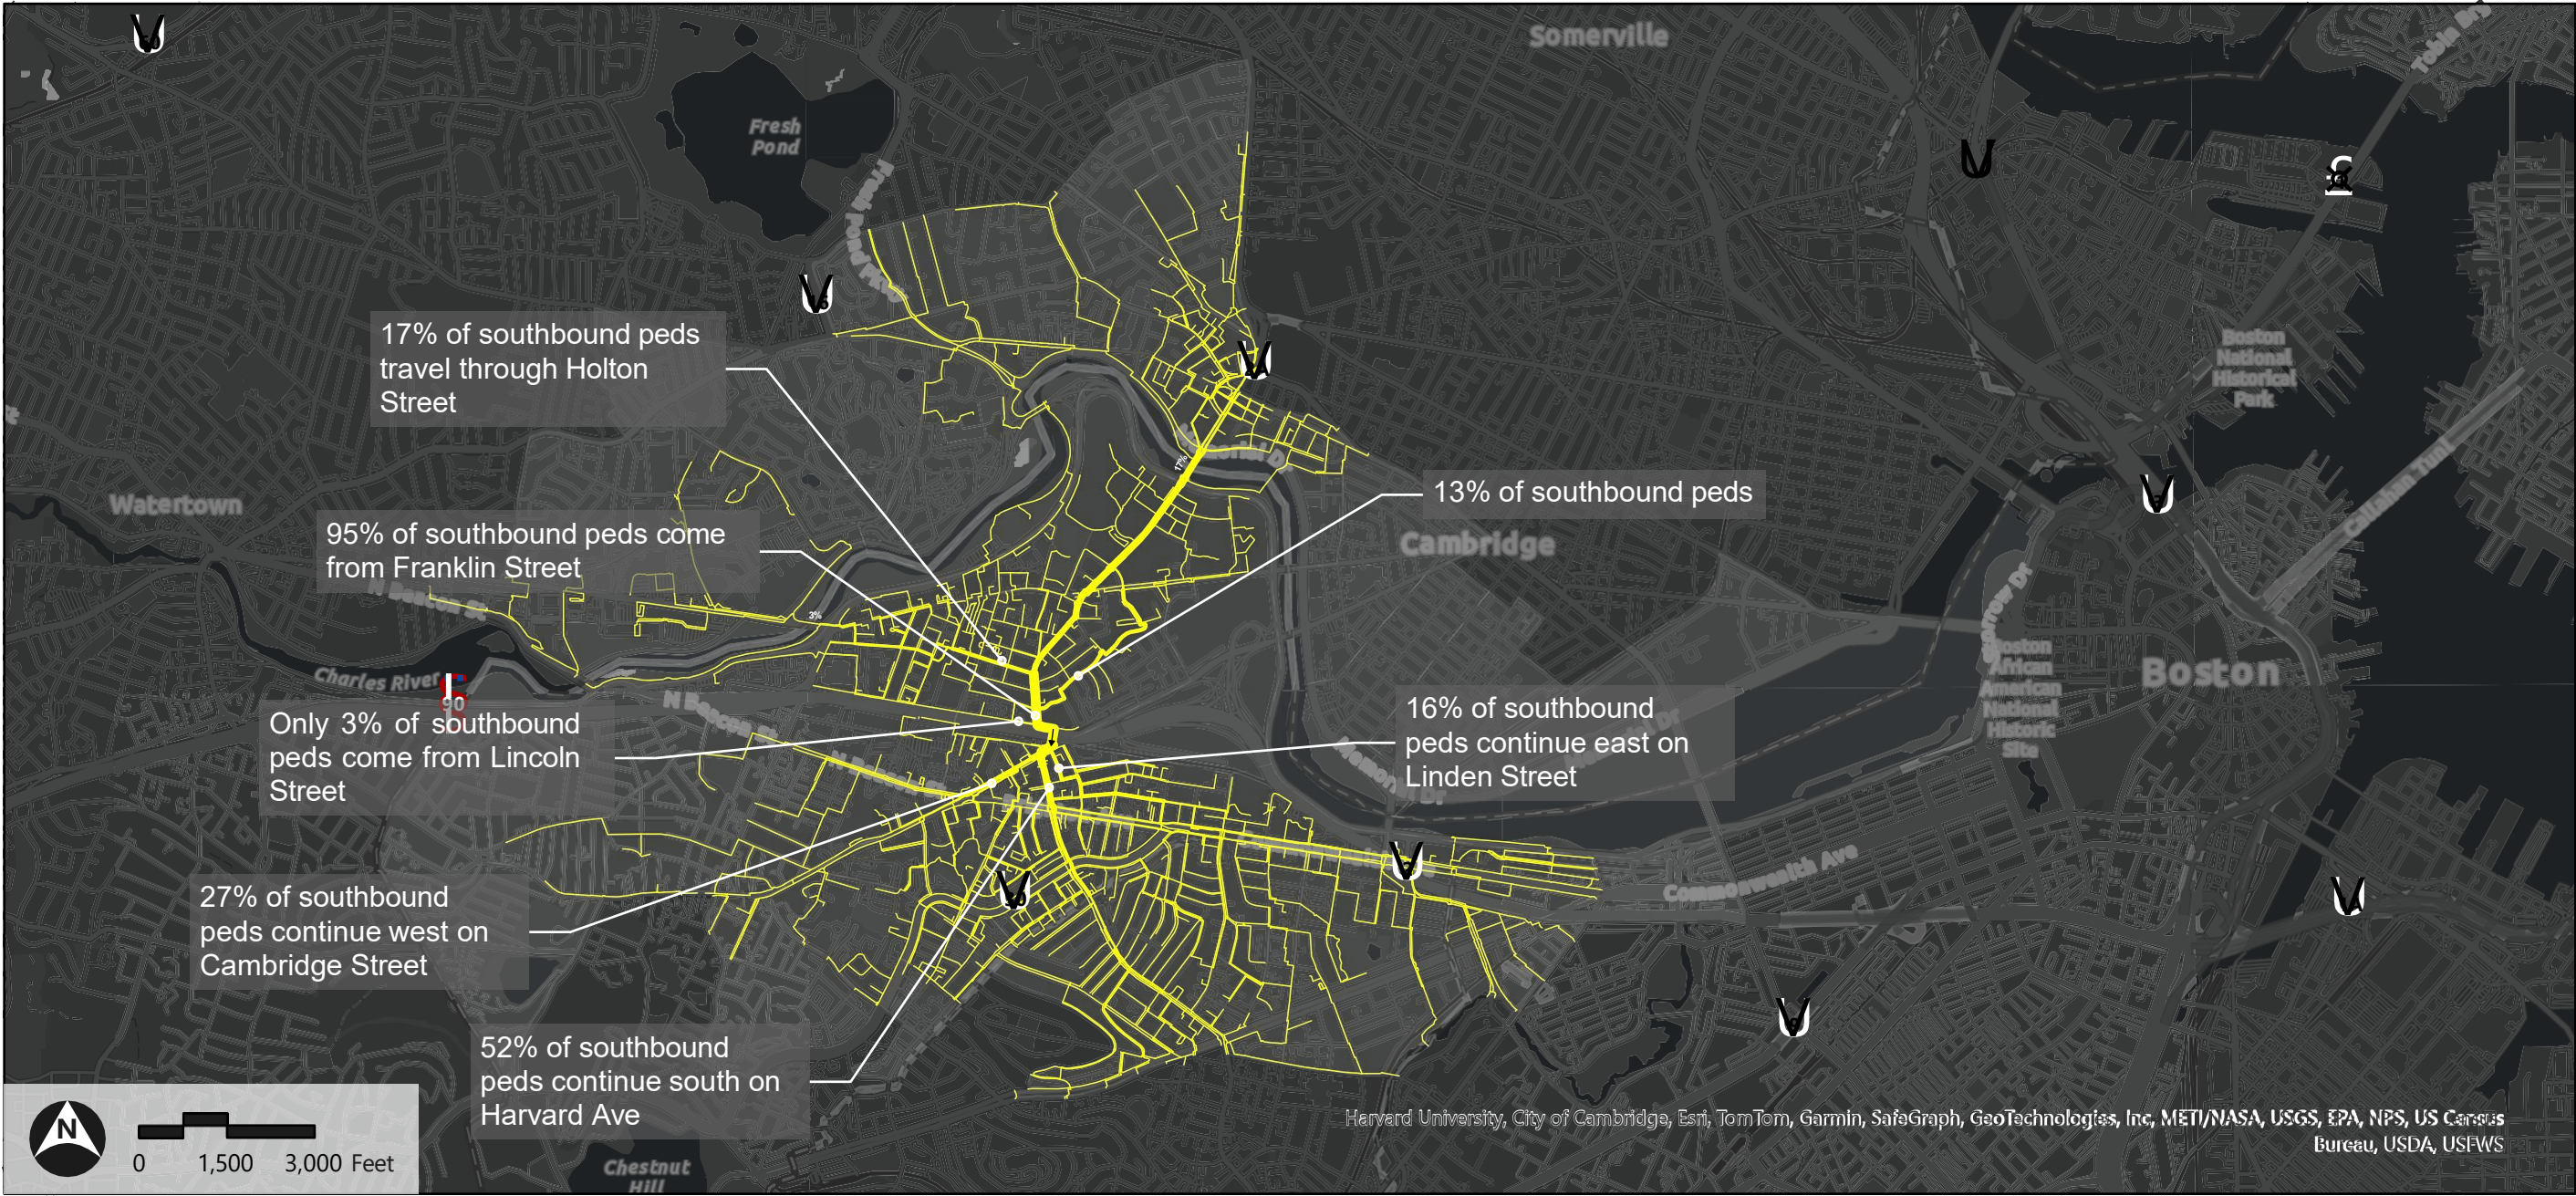 Somerville
Fresh
Pond
Boston
National
Historical
Park
17% of southbound peds
travel through Holton
Street
17%
13% of southbound peds
Watertown
95% of southbound peds come
from Franklin Street
Cambridge
N Beacon St
3%
Charles River
90
N Beacon St
Boston
African
American
National
Historic
Site
Boston
Only 3% of southbound
peds come from Lincoln
Street
16% of southbound
peds continue east on
Linden Street
27% of southbound
peds continue west on
Cambridge Street
Commonwealth Ave
52% of southbound
peds continue south on
Harvard Ave
N
0 1,500 3,000 Feet
Chestnut
Hill
Harvard University, City of Cambridge, Esri, TomTom, Garmin, SafeGraph, GeoTechnologies, Inc, METI/NASA, USGS, EPA, NPS, US Census
Bureau, USDA, USFWS